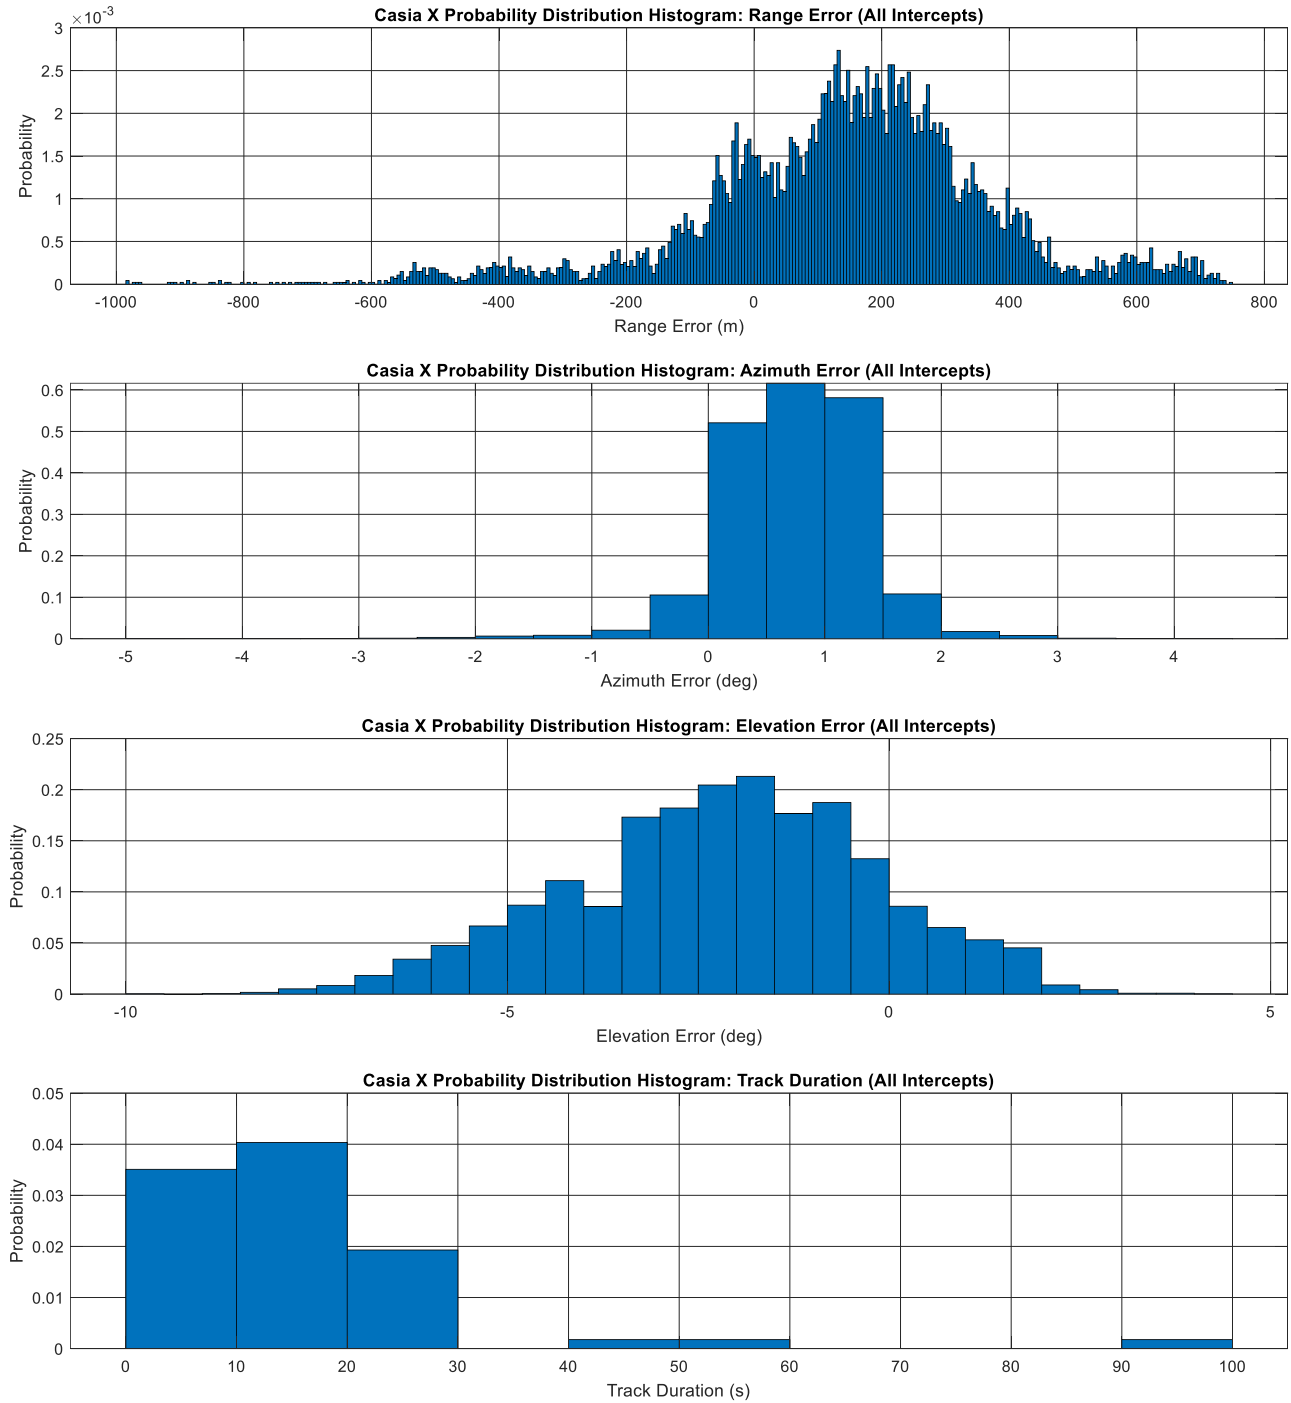 Casia X Probability Distribution Histogram: Range Error (All Intercepts)
×10⁻³
3
2.5
2
1.5
1
0.5
0
Probability
-1000 -800 -600 -400 -200 0 200 400 600 800
Range Error (m)
Casia X Probability Distribution Histogram: Azimuth Error (All Intercepts)
0.6
0.5
0.4
0.3
0.2
0.1
0
Probability
-5 -4 -3 -2 -1 0 1 2 3 4
Azimuth Error (deg)
Casia X Probability Distribution Histogram: Elevation Error (All Intercepts)
0.25
0.2
0.15
0.1
0.05
0
Probability
-10 -5 0 5
Elevation Error (deg)
Casia X Probability Distribution Histogram: Track Duration (All Intercepts)
0.05
0.04
0.03
0.02
0.01
0
Probability
0 10 20 30 40 50 60 70 80 90 100
Track Duration (s)